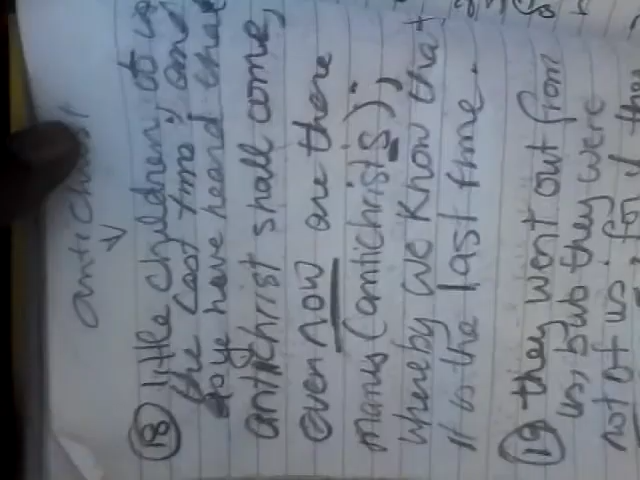 antichrist
(18) little children, it is
the last time; and
as ye have heard that
antichrist shall come,
even now are there
many (antichrists);
whereby we know that
it is the last time.
(19) they went out from
us, but they were
not of us; for if they